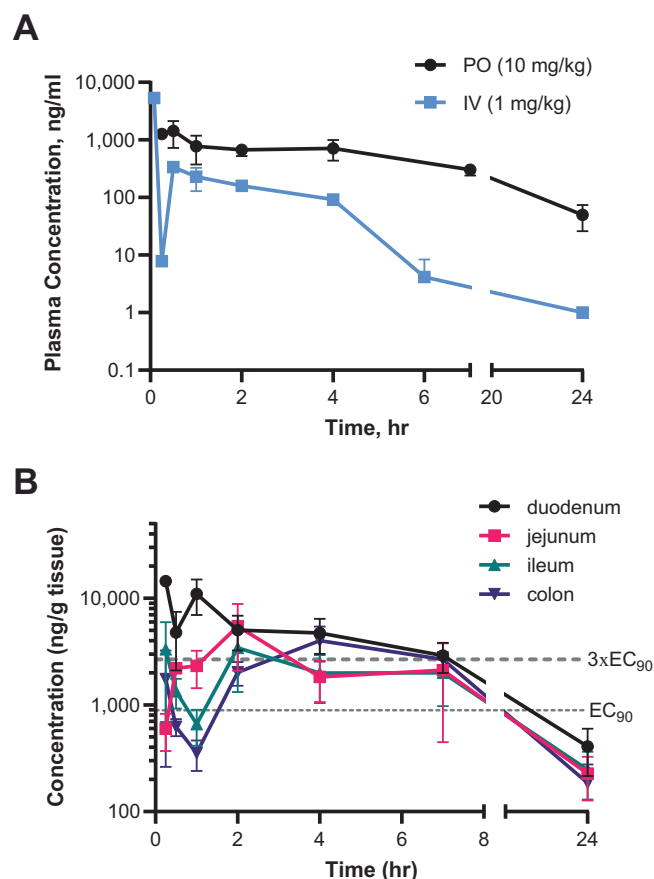 A
PO (10 mg/kg)
IV (1 mg/kg)
Plasma Concentration, ng/ml
10,000
1,000
100
10
1
0.1
0 2 4 6 20 24
Time, hr
B
duodenum
jejunum
ileum
colon
Concentration (ng/g tissue)
10,000
3xEC90
1,000
EC90
100
0 2 4 6 8 24
Time (hr)